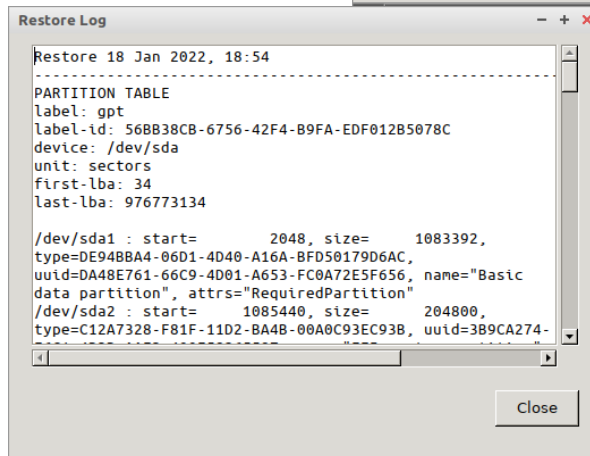 Restore Log
Restore 18 Jan 2022, 18:54
--------------------------------------------------------------
PARTITION TABLE
label: gpt
label-id: 56BB38CB-6756-42F4-B9FA-EDF012B5078C
device: /dev/sda
unit: sectors
first-lba: 34
last-lba: 976773134
/dev/sda1 : start=        2048, size=     1083392,
type=DE94BBA4-06D1-4D40-A16A-BFD50179D6AC,
uuid=DA48E761-66C9-4D01-A653-FC0A72E5F656, name="Basic
data partition", attrs="RequiredPartition"
/dev/sda2 : start=     1085440, size=      204800,
type=C12A7328-F81F-11D2-BA4B-00A0C93EC93B, uuid=3B9CA274-
Close